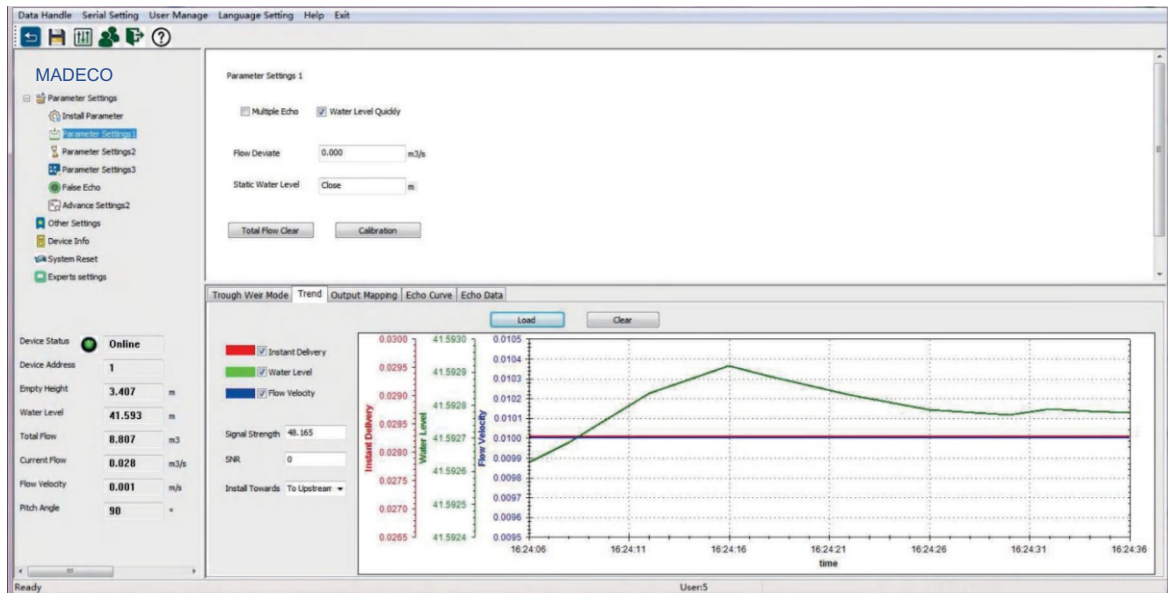 Data Handle Serial Setting User Manage Language Setting Help Exit
MADECO
Parameter Settings
Install Parameter
Parameter Settings1
Parameter Settings2
Parameter Settings3
False Echo
Advance Settings2
Other Settings
Device Info
System Reset
Experts settings
Device Status Online
Device Address 1
Empty Height 3.407 m
Water Level 41.593 m
Total Flow 8.807 m3
Current Flow 0.028 m3/s
Flow Velocity 0.001 m/s
Pitch Angle 90 °
Parameter Settings 1
Multiple Echo Water Level Quickly
Flow Deviate 0.000 m3/s
Static Water Level Close m
Total Flow Clear Calibration
Trough Weir Mode Trend Output Mapping Echo Curve Echo Data
Load Clear
Instant Delivery
Water Level
Flow Velocity
Signal Strength 48.165
SNR 0
Install Towards To Upstrearr
Instant Delivery
0.0300
0.0295
0.0290
0.0285
0.0280
0.0275
0.0270
0.0265
Water Level
41.5930
41.5929
41.5928
41.5927
41.5926
41.5925
41.5924
Flow Velocity
0.0105
0.0104
0.0103
0.0102
0.0101
0.0100
0.0099
0.0098
0.0097
0.0096
0.0095
16:24:06 16:24:11 16:24:16 16:24:21 16:24:26 16:24:31 16:24:36
time
Ready User:5